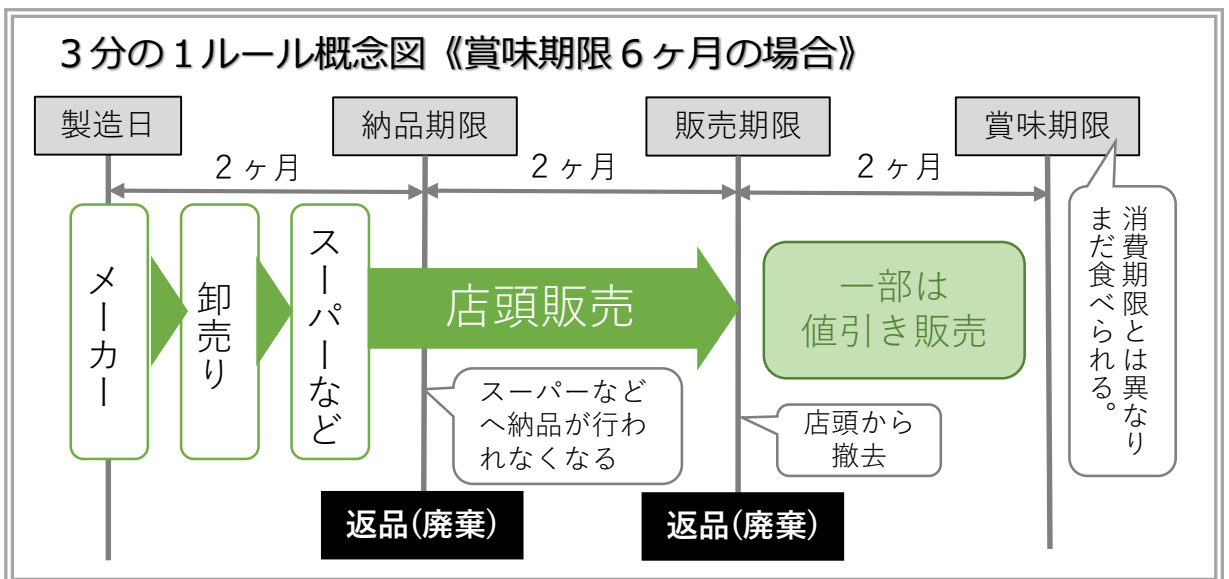 ３分の１ルール概念図《賞味期限６ヶ月の場合》
製造日
納品期限
販売期限
賞味期限
２ヶ月
２ヶ月
２ヶ月
メーカー
卸売り
スーパーなど
店頭販売
一部は
値引き販売
消費期限とは異なり
まだ食べられる。
スーパーなど
へ納品が行わ
れなくなる
店頭から
撤去
返品(廃棄)
返品(廃棄)